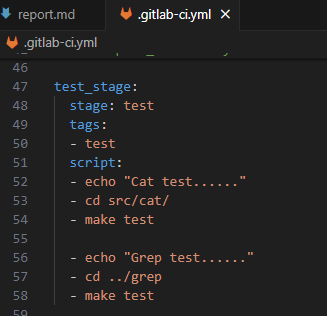 report.md
.gitlab-ci.yml
.gitlab-ci.yml
46
47 test_stage:
48 stage: test
49 tags:
50 - test
51 script:
52 - echo "Cat test......"
53 - cd src/cat/
54 - make test
55
56 - echo "Grep test......"
57 - cd ../grep
58 - make test
59